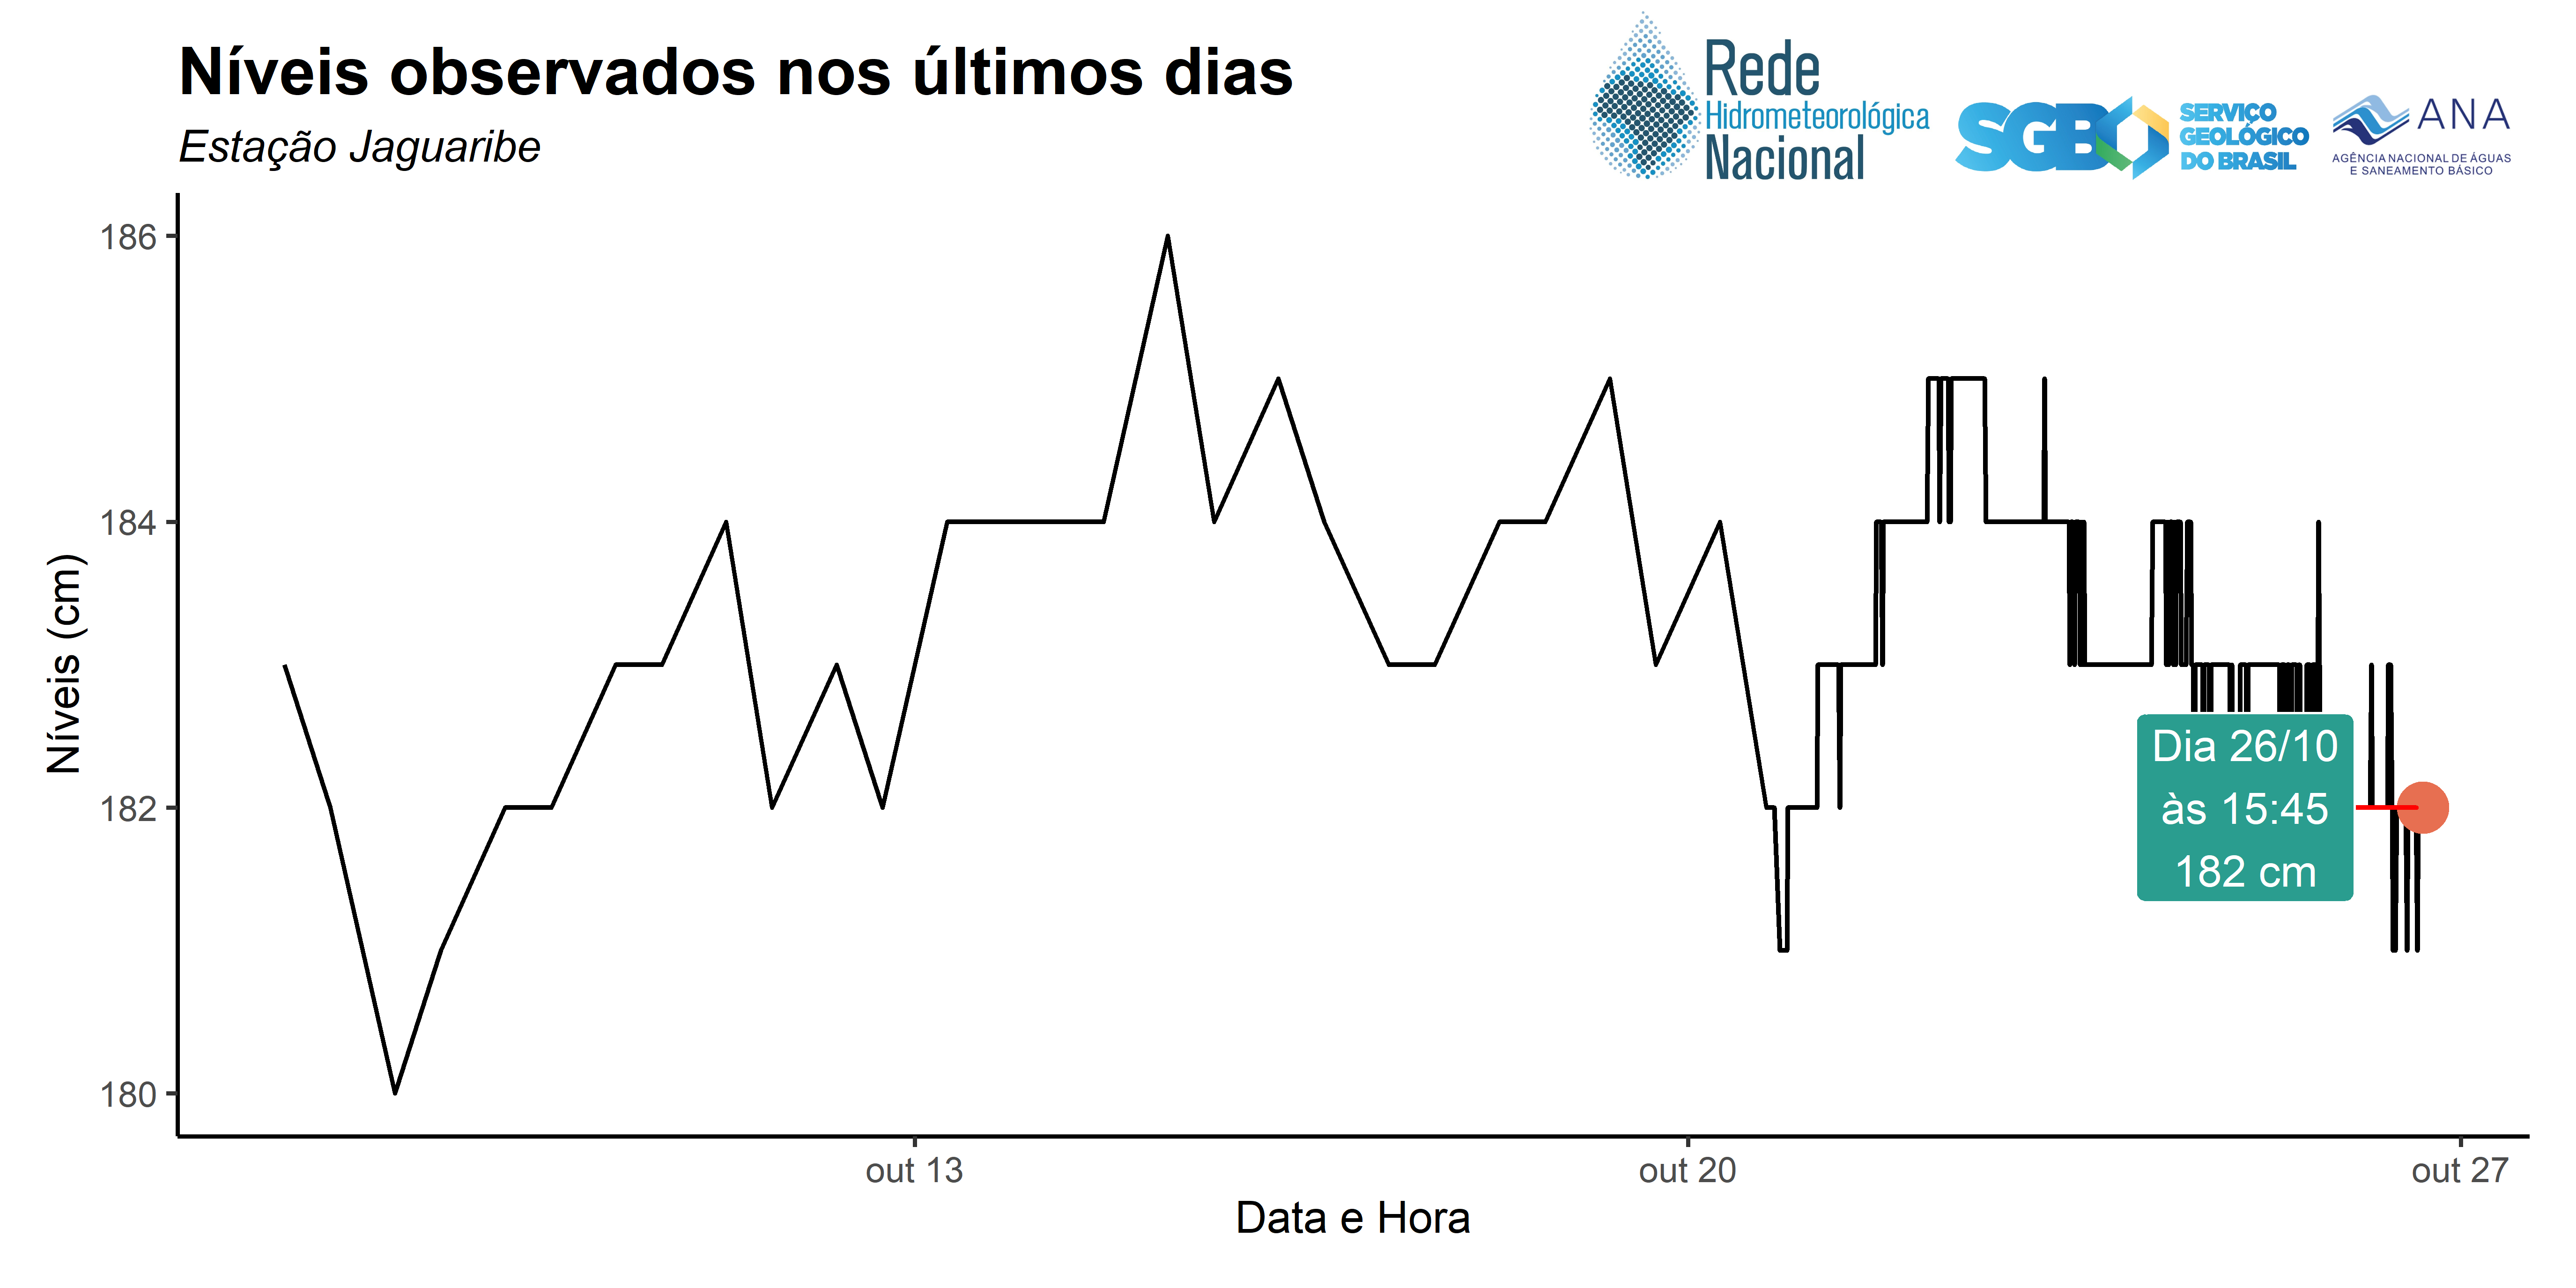 Níveis observados nos últimos dias
Estação Jaguaribe
Rede
Hidrometeorológica
Nacional
SGB
SERVIÇO
GEOLÓGICO
DO BRASIL
ANA
AGÊNCIA NACIONAL DE ÁGUAS
E SANEAMENTO BÁSICO
Níveis (cm)
186
184
182
180
Dia 26/10
às 15:45
182 cm
out 13
out 20
out 27
Data e Hora